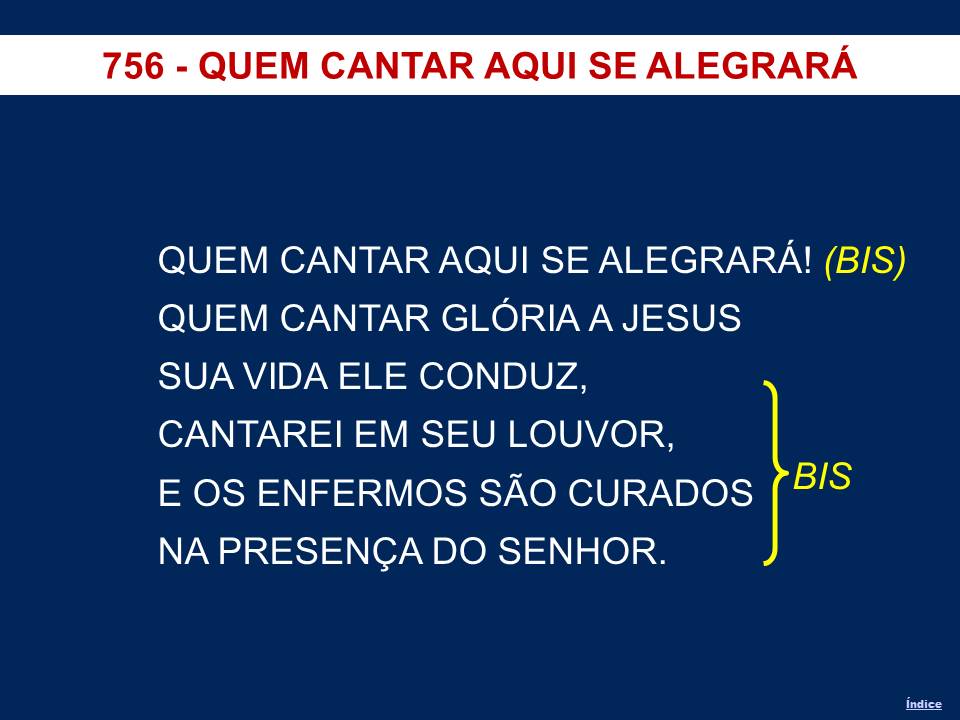 756 - QUEM CANTAR AQUI SE ALEGRARÁ
QUEM CANTAR AQUI SE ALEGRARÁ! (BIS)
QUEM CANTAR GLÓRIA A JESUS
SUA VIDA ELE CONDUZ,
CANTAREI EM SEU LOUVOR,
E OS ENFERMOS SÃO CURADOS
NA PRESENÇA DO SENHOR.
BIS
Índice